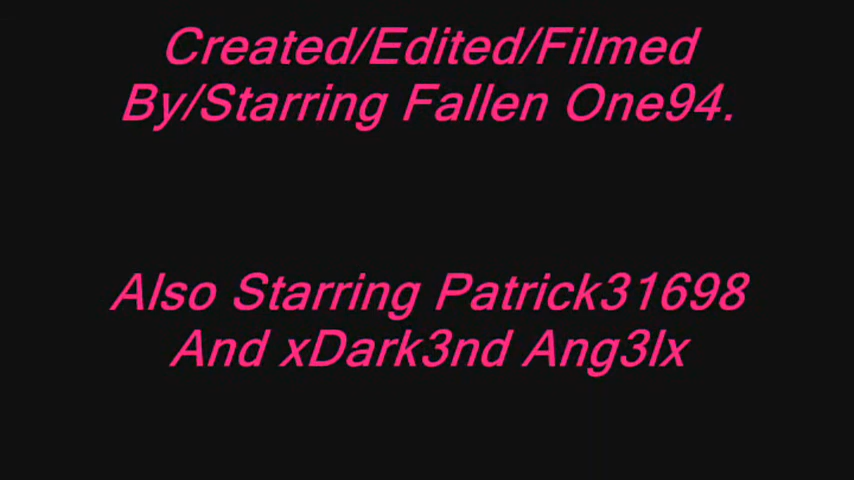 Created/Edited/Filmed
By/Starring Fallen One94.
Also Starring Patrick31698
And xDark3nd Ang3lx